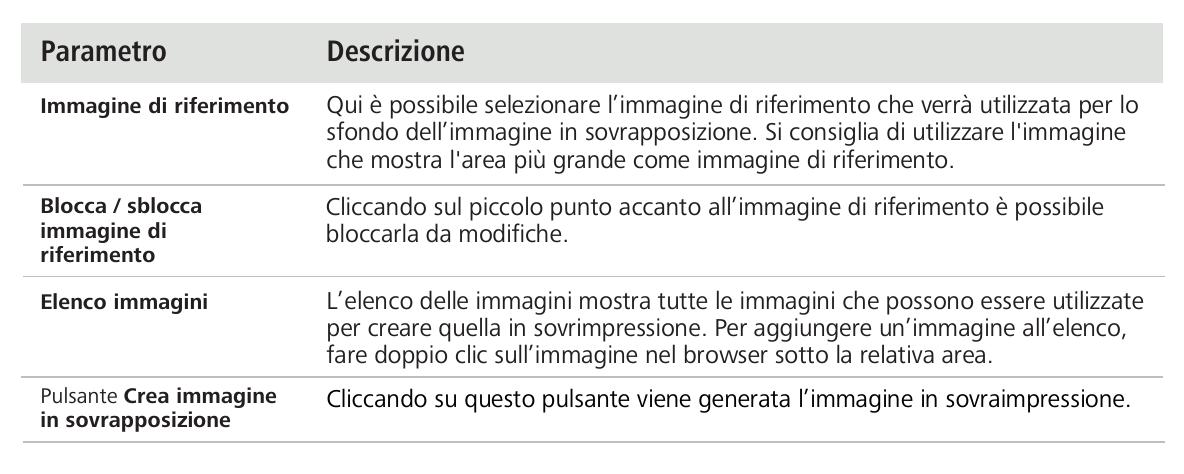 Parametro Descrizione
Immagine di riferimento Qui è possibile selezionare l’immagine di riferimento che verrà utilizzata per lo
sfondo dell’immagine in sovrapposizione. Si consiglia di utilizzare l'immagine
che mostra l'area più grande come immagine di riferimento.
Blocca / sblocca
immagine di
riferimento
Cliccando sul piccolo punto accanto all’immagine di riferimento è possibile
bloccarla da modifiche.
Elenco immagini L’elenco delle immagini mostra tutte le immagini che possono essere utilizzate
per creare quella in sovrimpressione. Per aggiungere un’immagine all’elenco,
fare doppio clic sull’immagine nel browser sotto la relativa area.
Pulsante Crea immagine
in sovrapposizione
Cliccando su questo pulsante viene generata l’immagine in sovraimpressione.